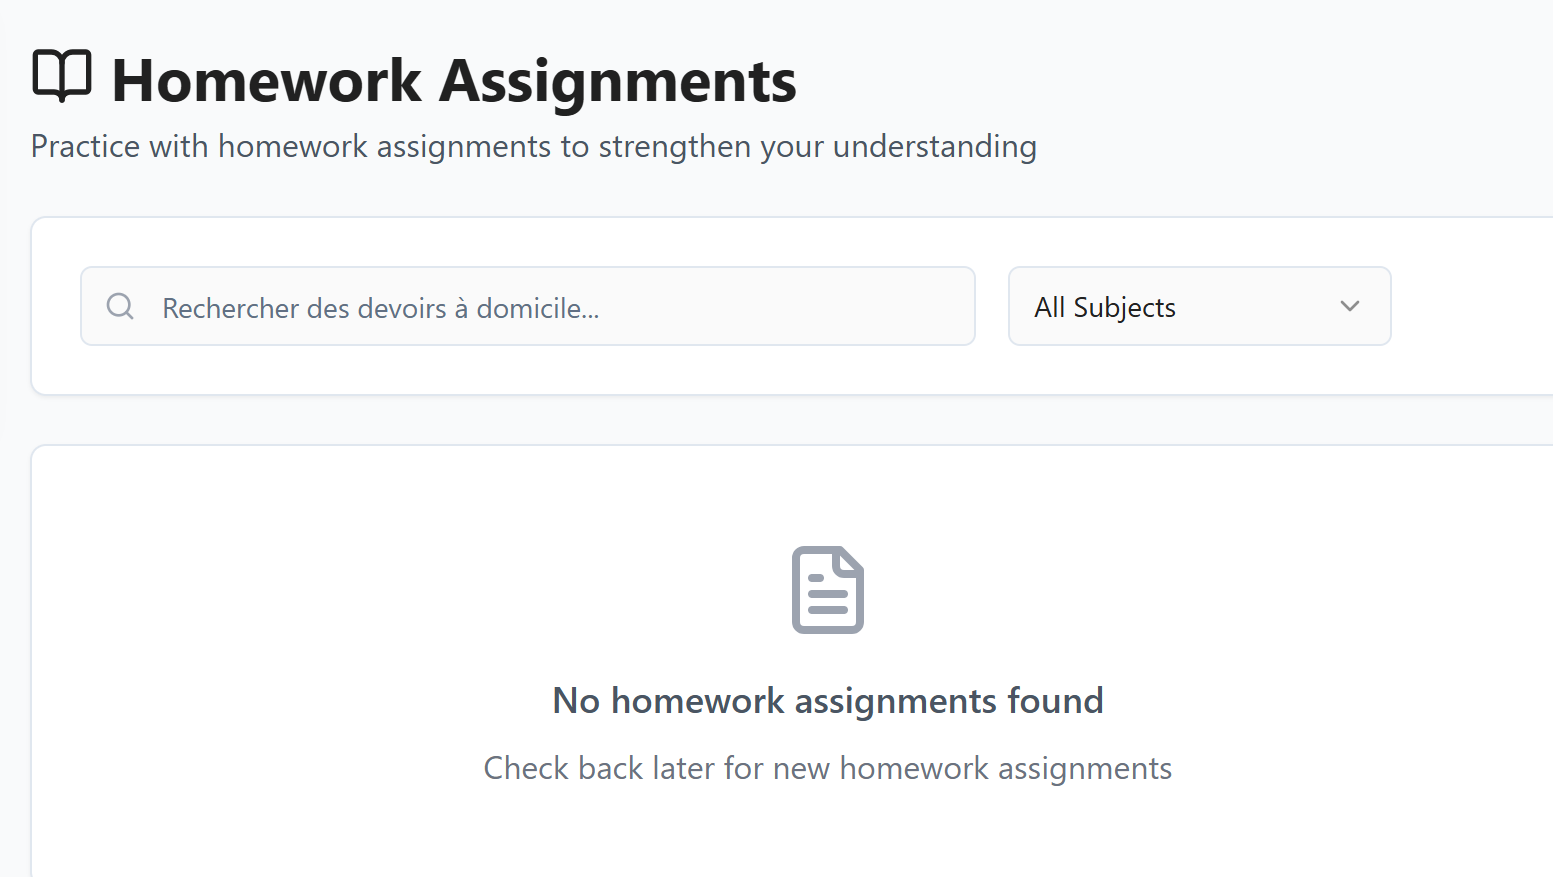 Homework Assignments
Practice with homework assignments to strengthen your understanding
Rechercher des devoirs à domicile...
All Subjects
No homework assignments found
Check back later for new homework assignments